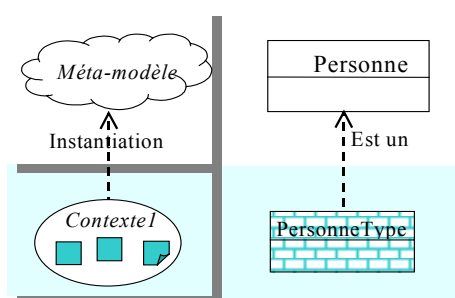 Méta-modèle
Personne
Instantiation
Est un
Contexte1
PersonneType